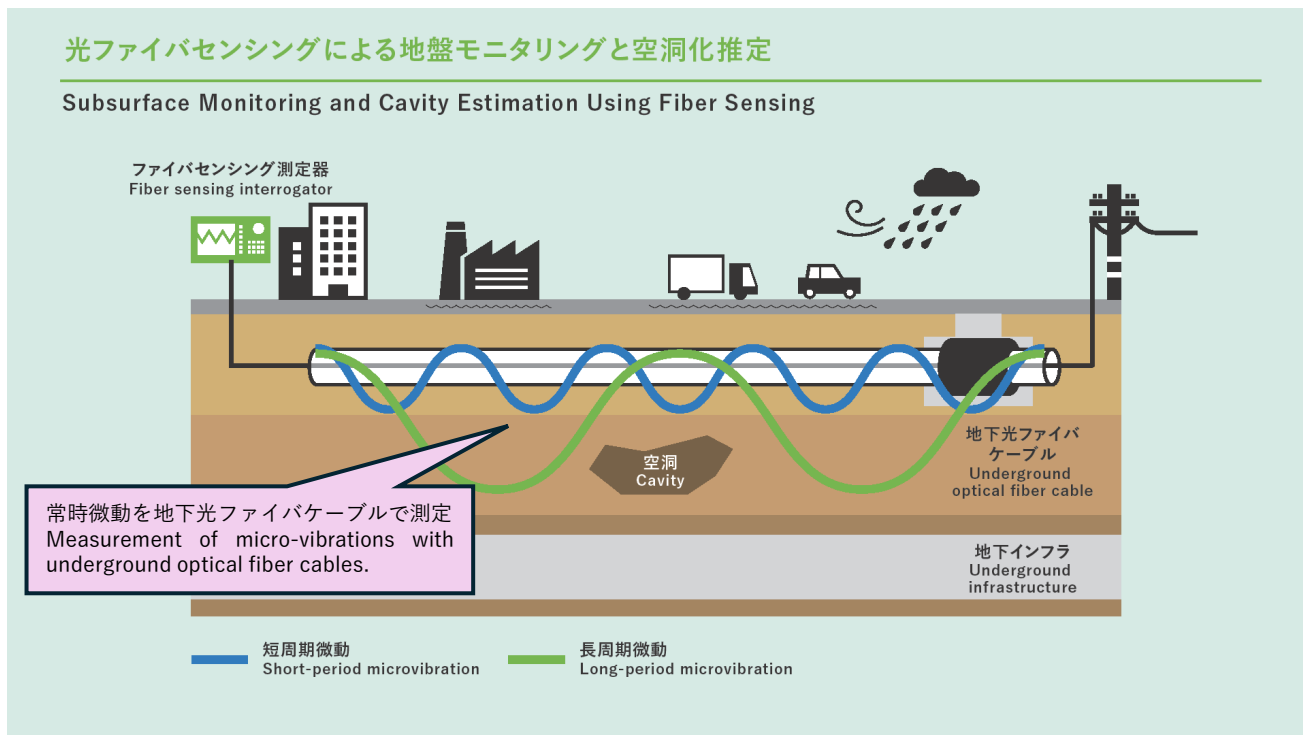 光ファイバセンシングによる地盤モニタリングと空洞化推定
Subsurface Monitoring and Cavity Estimation Using Fiber Sensing
ファイバセンシング測定器
Fiber sensing interrogator
空洞
Cavity
地下光ファイバ
ケーブル
Underground
optical fiber cable
常時微動を地下光ファイバケーブルで測定
Measurement of micro-vibrations with
underground optical fiber cables.
地下インフラ
Underground
infrastructure
短周期微動
Short-period microvibration
長周期微動
Long-period microvibration